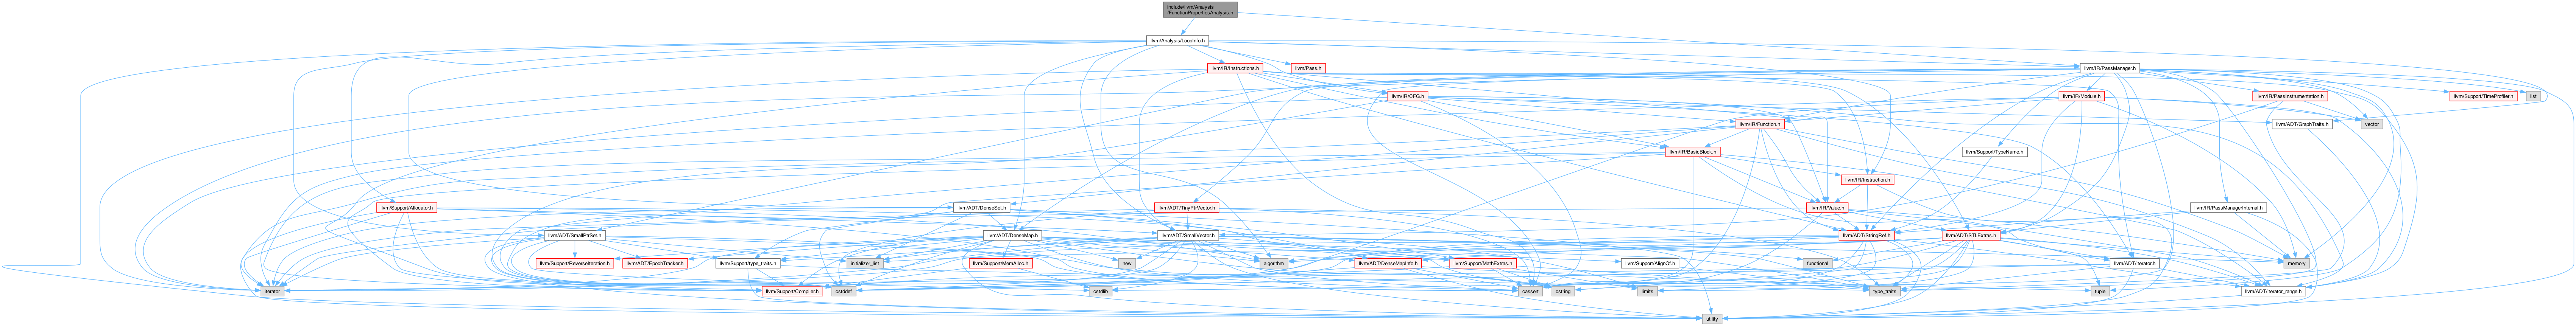 include/llvm/Analysis
/FunctionPropertiesAnalysis.h
llvm/Analysis/LoopInfo.h
llvm/IR/Instructions.h
llvm/Pass.h
llvm/IR/PassManager.h
llvm/IR/CFG.h
llvm/IR/Module.h
llvm/IR/PassInstrumentation.h
llvm/Support/TimeProfiler.h
list
llvm/IR/Function.h
llvm/ADT/GraphTraits.h
vector
llvm/IR/BasicBlock.h
llvm/Support/TypeName.h
llvm/IR/Instruction.h
llvm/Support/Allocator.h
llvm/ADT/DenseSet.h
llvm/ADT/TinyPtrVector.h
llvm/IR/Value.h
llvm/IR/PassManagerInternal.h
llvm/ADT/SmallPtrSet.h
llvm/ADT/DenseMap.h
llvm/ADT/SmallVector.h
llvm/ADT/StringRef.h
llvm/ADT/STLExtras.h
llvm/Support/ReverseIteration.h
llvm/ADT/EpochTracker.h
llvm/Support/type_traits.h
initializer_list
llvm/Support/MemAlloc.h
new
algorithm
llvm/ADT/DenseMapInfo.h
llvm/Support/MathExtras.h
llvm/Support/AlignOf.h
functional
llvm/ADT/iterator.h
memory
iterator
llvm/Support/Compiler.h
cstddef
cstdlib
cassert
cstring
limits
type_traits
tuple
llvm/ADT/iterator_range.h
utility